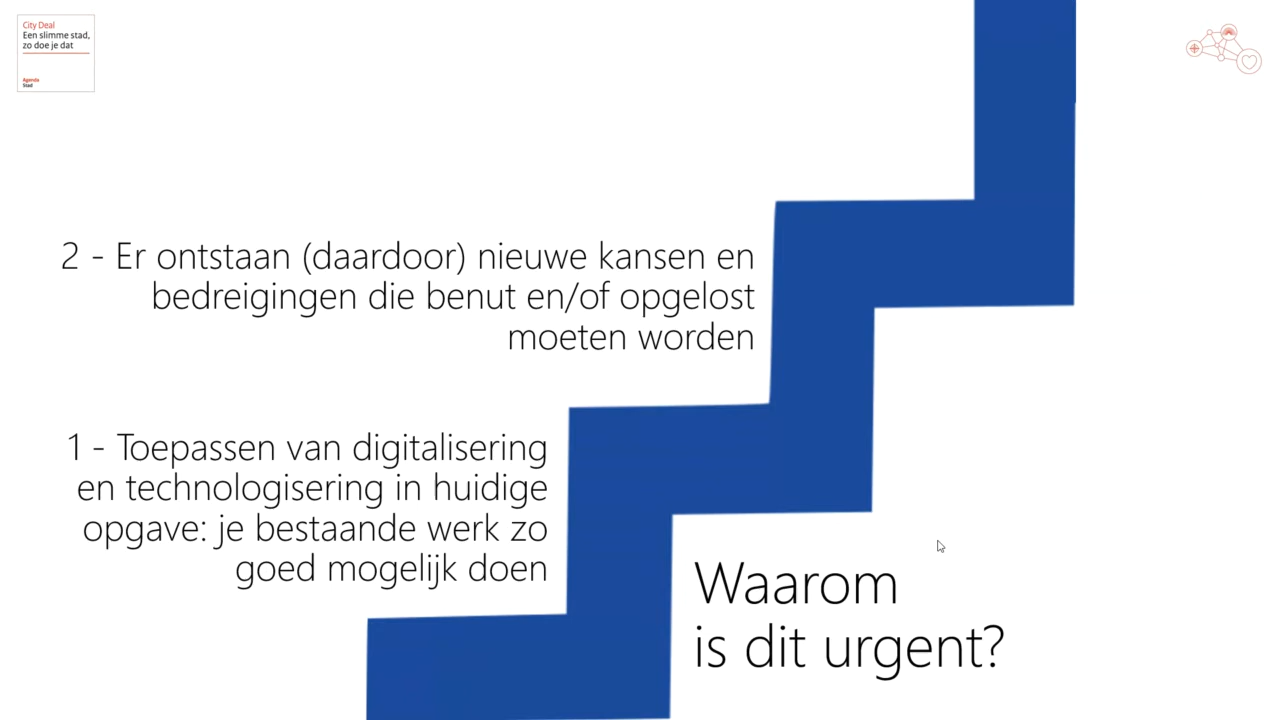 City Deal
Een slimme stad,
zo doe je dat
Agenda
Stad
2 - Er ontstaan (daardoor) nieuwe kansen en
bedreigingen die benut en/of opgelost
moeten worden
1 - Toepassen van digitalisering
en technologisering in huidige
opgave: je bestaande werk zo
goed mogelijk doen
Waarom
is dit urgent?